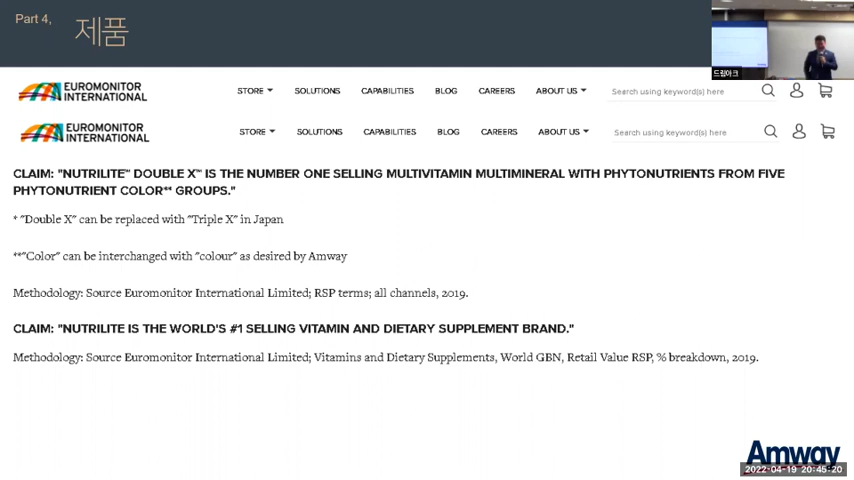 Part 4,
제품
드림아크
EUROMONITOR
INTERNATIONAL
STORE SOLUTIONS CAPABILITIES BLOG CAREERS ABOUT US Search using keyword(s) here
EUROMONITOR
INTERNATIONAL
STORE SOLUTIONS CAPABILITIES BLOG CAREERS ABOUT US Search using keyword(s) here
CLAIM: "NUTRILITE™ DOUBLE X™ IS THE NUMBER ONE SELLING MULTIVITAMIN MULTIMINERAL WITH PHYTONUTRIENTS FROM FIVE
PHYTONUTRIENT COLOR** GROUPS."
* "Double X" can be replaced with "Triple X" in Japan
**"Color" can be interchanged with "colour" as desired by Amway
Methodology: Source Euromonitor International Limited; RSP terms; all channels, 2019.
CLAIM: "NUTRILITE IS THE WORLD'S #1 SELLING VITAMIN AND DIETARY SUPPLEMENT BRAND."
Methodology: Source Euromonitor International Limited; Vitamins and Dietary Supplements, World GBN, Retail Value RSP, % breakdown, 2019.
Amway
2022-04-19 20:45:20